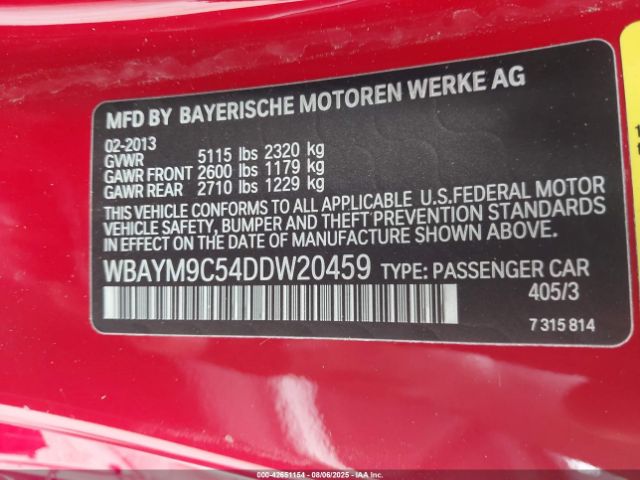 MFD BY BAYERISCHE MOTOREN WERKE AG
02-2013
GVWR 5115 lbs 2320 kg
GAWR FRONT 2600 lbs 1179 kg
GAWR REAR 2710 lbs 1229 kg
THIS VEHICLE CONFORMS TO ALL APPLICABLE U.S.FEDERAL MOTOR
VEHICLE SAFETY, BUMPER AND THEFT PREVENTION STANDARDS
IN EFFECT ON THE DATE OF MANUFACTURE SHOWN ABOVE.
WBAYM9C54DDW20459 TYPE: PASSENGER CAR
405/3
7 315 814
000-42651154 - 08/06/2025 - IAA Inc.